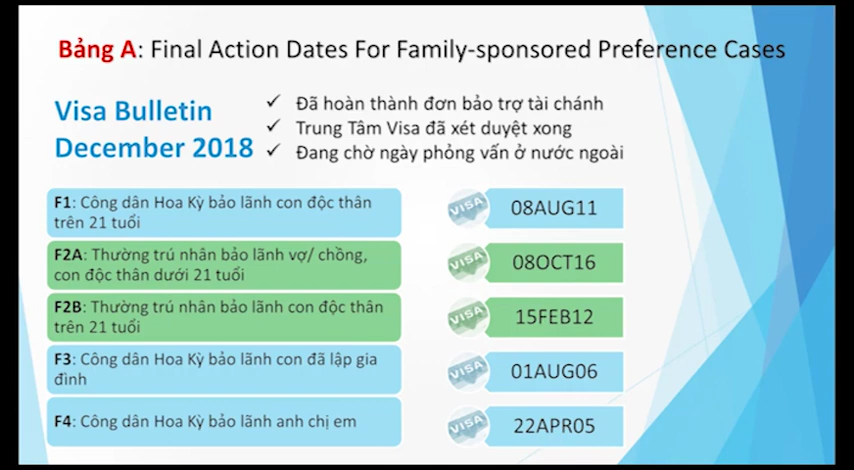 Bảng A: Final Action Dates For Family-sponsored Preference Cases
Visa Bulletin
December 2018
✓ Đã hoàn thành đơn bảo trợ tài chánh
✓ Trung Tâm Visa đã xét duyệt xong
✓ Đang chờ ngày phỏng vấn ở nước ngoài
F1: Công dân Hoa Kỳ bảo lãnh con độc thân
trên 21 tuổi
VISA 08AUG11
F2A: Thường trú nhân bảo lãnh vợ/ chồng,
con độc thân dưới 21 tuổi
VISA 08OCT16
F2B: Thường trú nhân bảo lãnh con độc thân
trên 21 tuổi
VISA 15FEB12
F3: Công dân Hoa Kỳ bảo lãnh con đã lập gia
đình
VISA 01AUG06
F4: Công dân Hoa Kỳ bảo lãnh anh chị em
VISA 22APR05